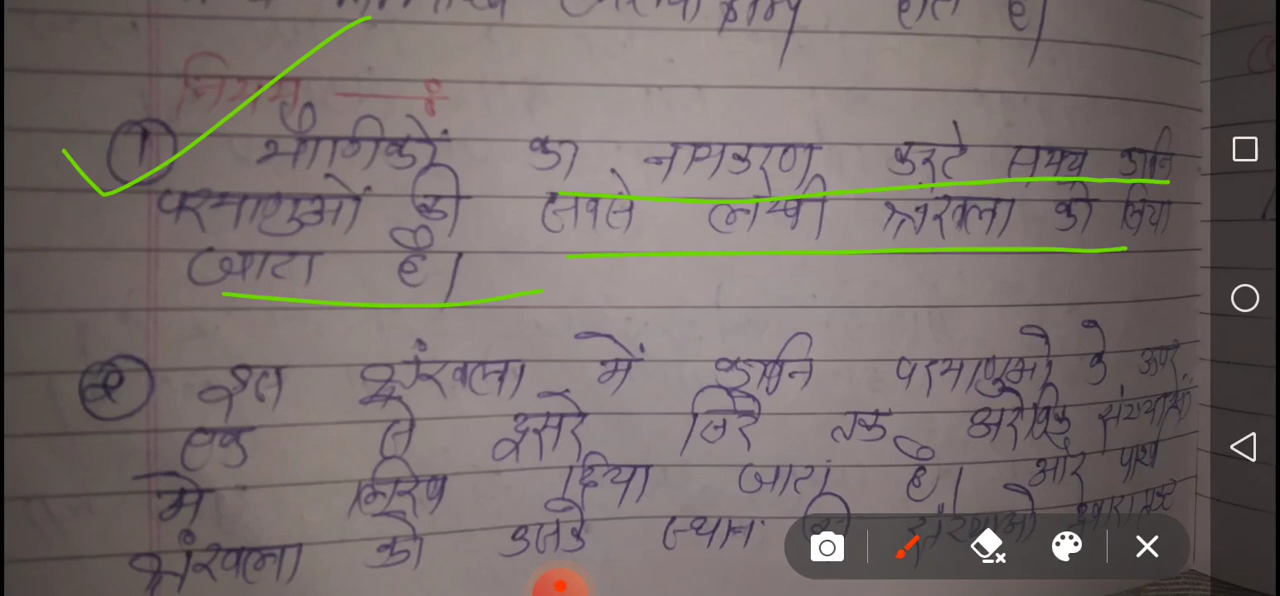 होते है।
नियम —:
① यौगिकों का नामकरण करते समय कार्बन
परमाणुओं की सबसे लम्बी श्रृंखला को लिया
जाता है।
② इस श्रृंखला में कार्बन परमाणुओं के ऊपर
एक से दूसरे सिरे तक अरेबिक संख्याओं
में लिख दिया जाता है। और पार्श्व
श्रृंखला को उनके स्थान की